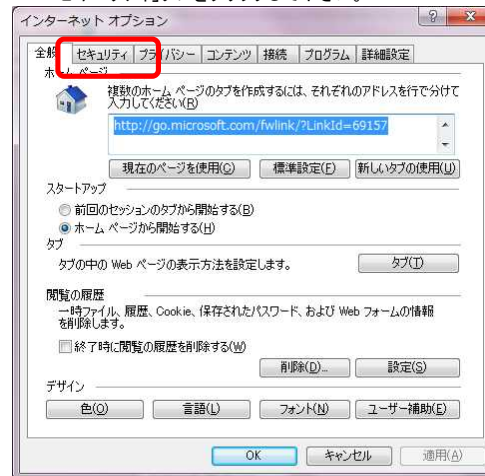 インターネット オプション
全般 セキュリティ プライバシー コンテンツ 接続 プログラム 詳細設定
ホーム ページ
複数のホーム ページのタブを作成するには、それぞれのアドレスを行で分けて
入力してください(R)
http://go.microsoft.com/fwlink/?LinkId=69157
現在のページを使用(C) 標準設定(F) 新しいタブの使用(U)
スタートアップ
前回のセッションのタブから開始する(B)
ホーム ページから開始する(H)
タブ
タブの中の Web ページの表示方法を設定します。 タブ(T)
閲覧の履歴
一時ファイル、履歴、Cookie、保存されたパスワード、および Web フォームの情報
を削除します。
終了時に閲覧の履歴を削除する(W)
削除(D)... 設定(S)
デザイン
色(O) 言語(L) フォント(N) ユーザー補助(E)
OK キャンセル 適用(A)